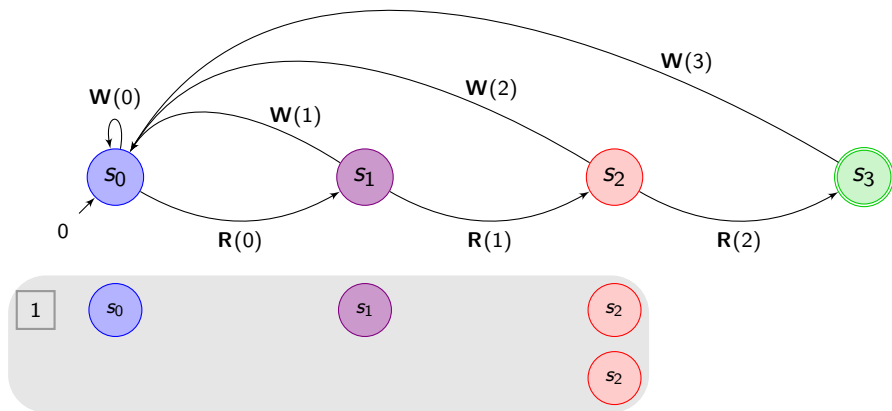 W(3)
W(2)
W(0)
W(1)
s0 s1 s2 s3
0
R(0) R(1) R(2)
1 s0 s1 s2
s2